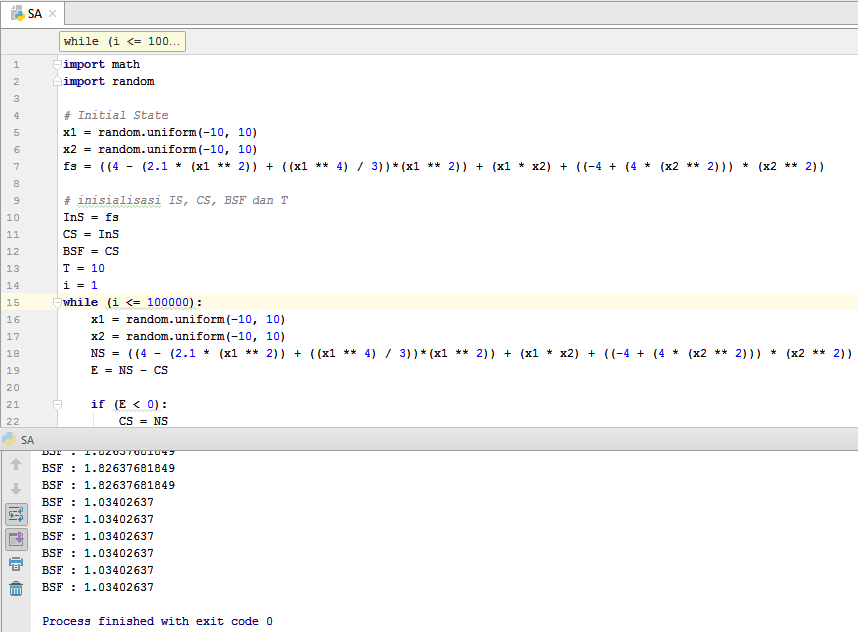 SA
while (i <= 100...
1 import math
2 import random
3
4 # Initial State
5 x1 = random.uniform(-10, 10)
6 x2 = random.uniform(-10, 10)
7 fs = ((4 - (2.1 * (x1 ** 2)) + ((x1 ** 4) / 3))*(x1 ** 2)) + (x1 * x2) + ((-4 + (4 * (x2 ** 2))) * (x2 ** 2))
8
9 # inisialisasi IS, CS, BSF dan T
10 InS = fs
11 CS = InS
12 BSF = CS
13 T = 10
14 i = 1
15 while (i <= 100000):
16 x1 = random.uniform(-10, 10)
17 x2 = random.uniform(-10, 10)
18 NS = ((4 - (2.1 * (x1 ** 2)) + ((x1 ** 4) / 3))*(x1 ** 2)) + (x1 * x2) + ((-4 + (4 * (x2 ** 2))) * (x2 ** 2))
19 E = NS - CS
20
21 if (E < 0):
22 CS = NS
SA
BSF : 1.82637681849
BSF : 1.82637681849
BSF : 1.82637681849
BSF : 1.03402637
BSF : 1.03402637
BSF : 1.03402637
BSF : 1.03402637
BSF : 1.03402637
BSF : 1.03402637
Process finished with exit code 0